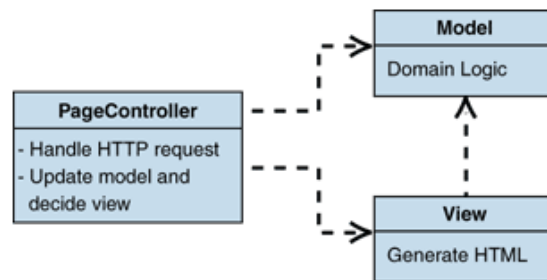 Model
Domain Logic
PageController
- Handle HTTP request
- Update model and
decide view
View
Generate HTML